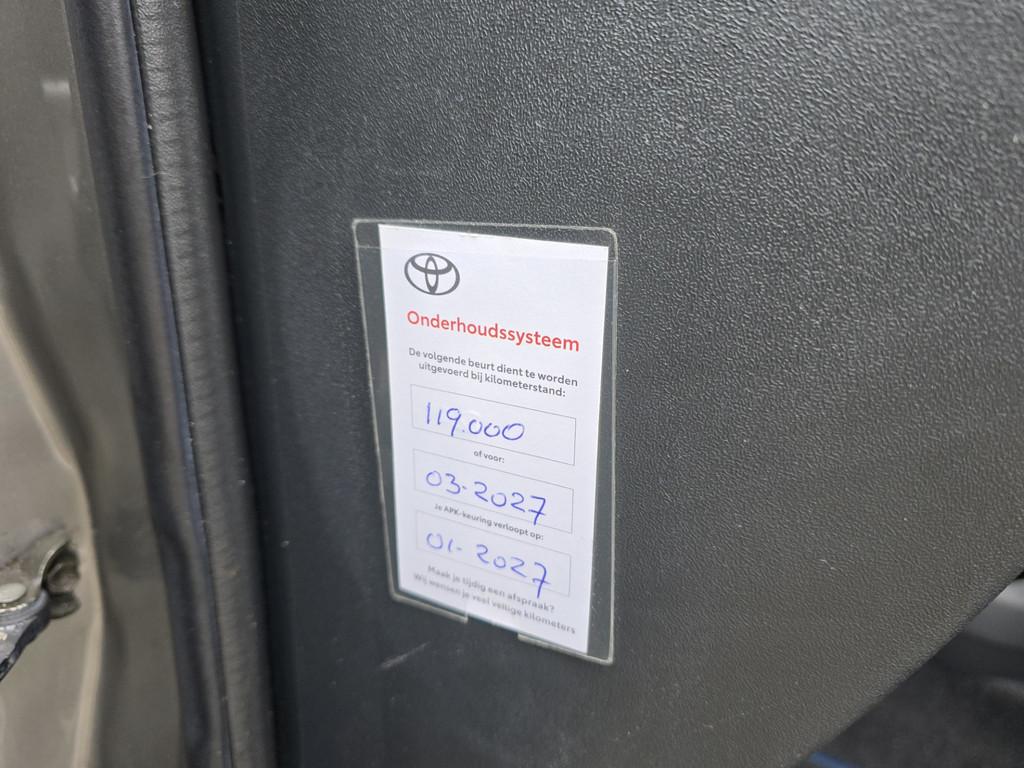 Onderhoudssysteem
De volgende beurt dient te worden
uitgevoerd bij kilometerstand:
119.000
of voor:
03-2027
Je APK-keuring verloopt op:
01-2027
Maak je tijdig een afspraak?
Wij wensen je veel veilige kilometers